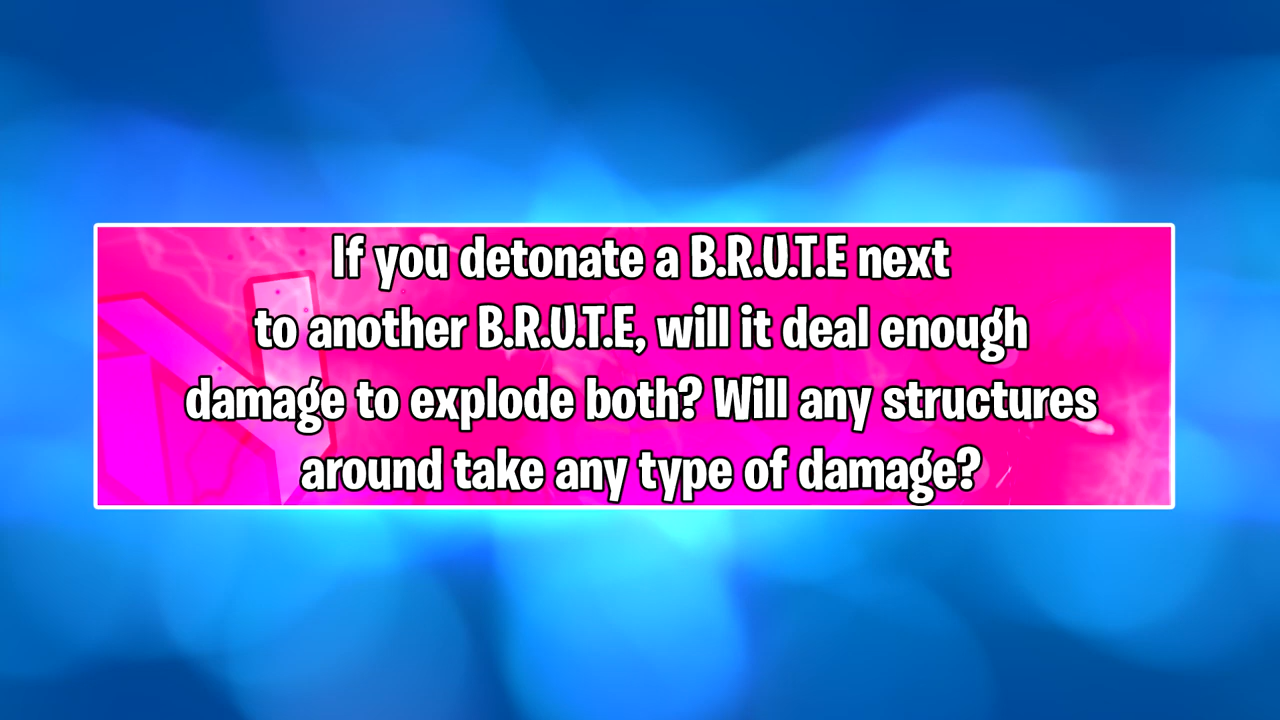 If you detonate a B.R.U.T.E next
to another B.R.U.T.E, will it deal enough
damage to explode both? Will any structures
around take any type of damage?